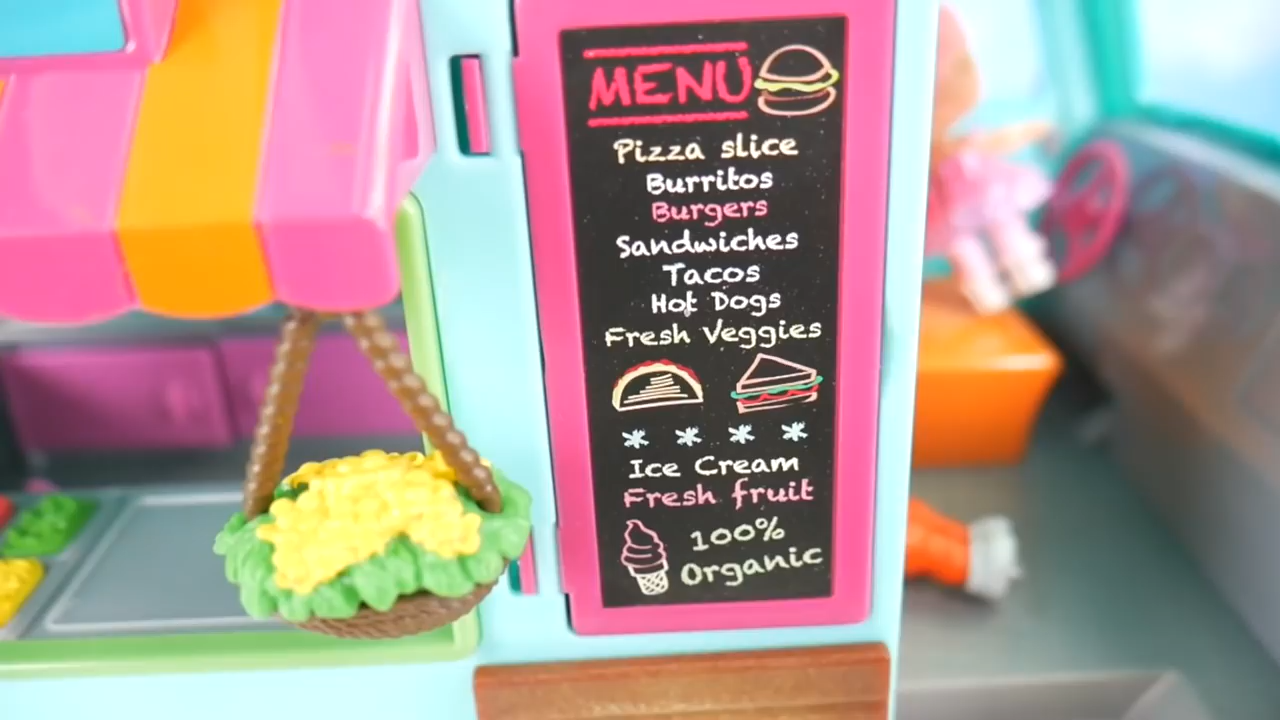 MENU
Pizza slice
Burritos
Burgers
Sandwiches
Tacos
Hot Dogs
Fresh Veggies
Ice Cream
Fresh fruit
100%
Organic